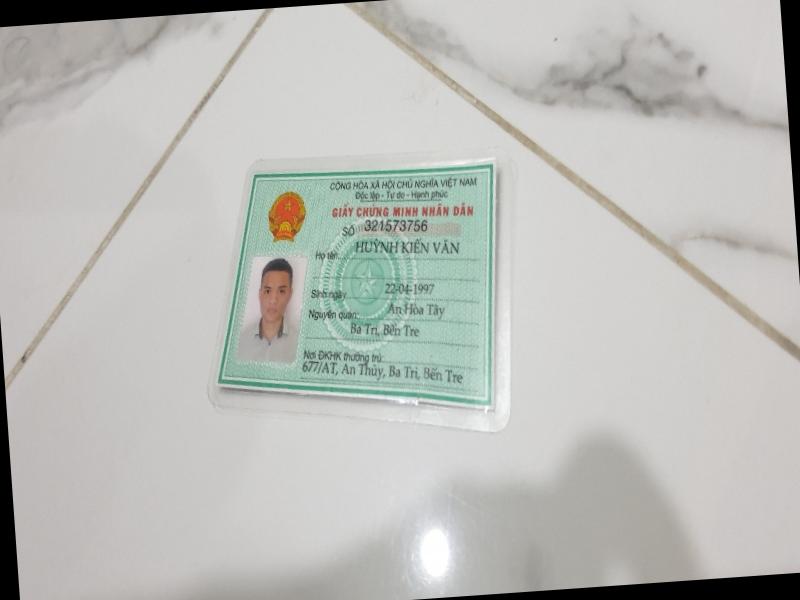 CỘNG HÒA XÃ HỘI CHỦ NGHĨA VIỆT NAM
Độc lập - Tự do - Hạnh phúc
GIẤY CHỨNG MINH NHÂN DÂN
SỐ 321573756
Họ tên: HUỲNH KIẾN VĂN
Sinh ngày 22-04-1997
Nguyên quán: An Hòa Tây
Ba Tri, Bến Tre
Nơi ĐKHK thường trú:
677/AT, An Thủy, Ba Tri, Bến Tre